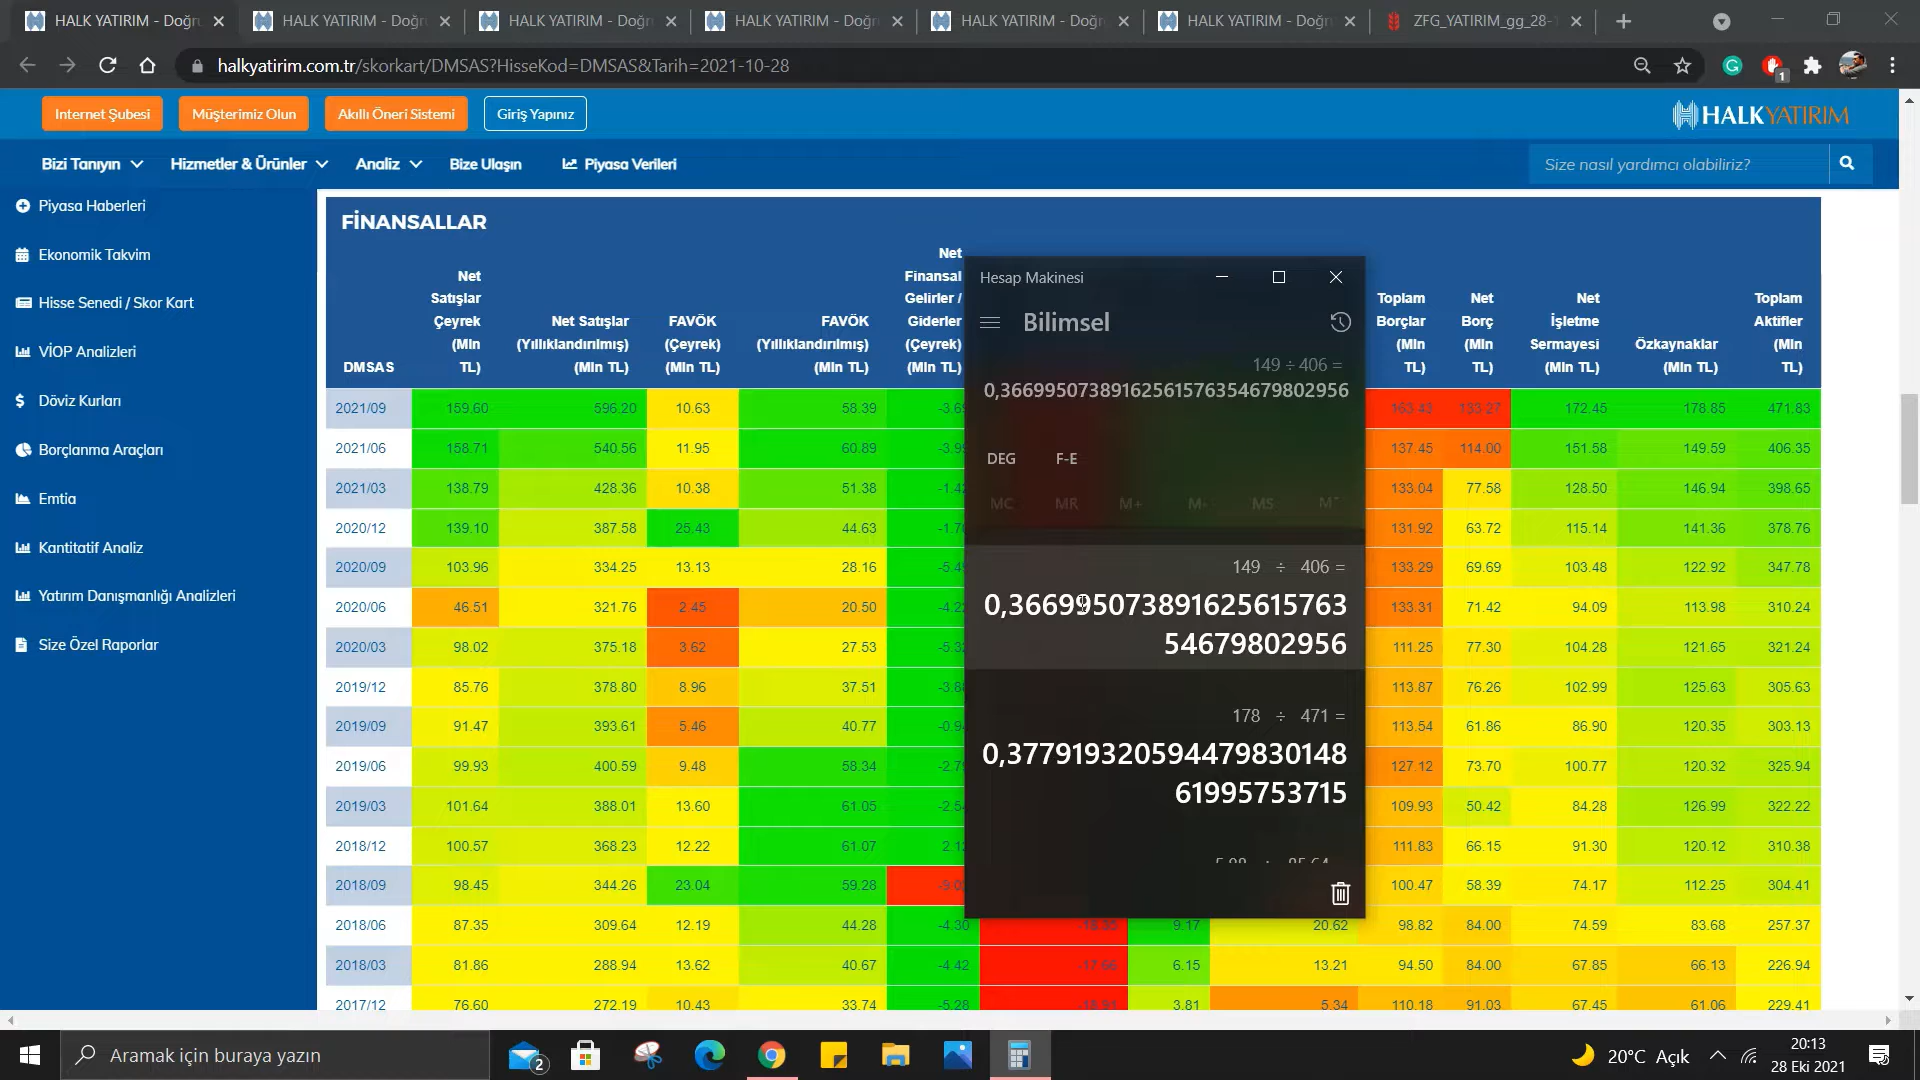 HALK YATIRIM - Doğru
HALK YATIRIM - Doğru
HALK YATIRIM - Doğr
HALK YATIRIM - Doğr
HALK YATIRIM - Doğr
HALK YATIRIM - Doğr
ZFG_YATIRIM_gg_28-
halkyatirim.com.tr/skorkart/DMSAS?HisseKod=DMSAS&Tarih=2021-10-28
1
Internet Şubesi
Müşterimiz Olun
Akıllı Öneri Sistemi
Giriş Yapınız
HALKYATIRIM
Bizi Tanıyın
Hizmetler & Ürünler
Analiz
Bize Ulaşın
Piyasa Verileri
Size nasıl yardımcı olabiliriz?
Piyasa Haberleri
Ekonomik Takvim
Hisse Senedi / Skor Kart
VİOP Analizleri
Döviz Kurları
Borçlanma Araçları
Emtia
Kantitatif Analiz
Yatırım Danışmanlığı Analizleri
Size Özel Raporlar
FİNANSALLAR
DMSAS
Net Satışlar Çeyrek (Mln TL)
Net Satışlar (Yıllıklandırılmış) (Mln TL)
FAVÖK (Çeyrek) (Mln TL)
FAVÖK (Yıllıklandırılmış) (Mln TL)
Net Finansal Gelirler / Giderler (Çeyrek) (Mln TL)
Toplam Borçlar (Mln TL)
Net Borç (Mln TL)
Net İşletme Sermayesi (Mln TL)
Özkaynaklar (Mln TL)
Toplam Aktifler (Mln TL)
2021/09 159.60 596.20 10.63 58.39 163.43 133.27 172.45 178.85 471.83
2021/06 158.71 540.56 11.95 60.89 137.45 114.00 151.58 149.59 406.35
2021/03 138.79 428.36 10.38 51.38 133.04 77.58 128.50 146.94 398.65
2020/12 139.10 387.58 25.43 44.63 131.92 63.72 115.14 141.36 378.76
2020/09 103.96 334.25 13.13 28.16 133.29 69.69 103.48 122.92 347.78
2020/06 46.51 321.76 2.45 20.50 133.31 71.42 94.09 113.98 310.24
2020/03 98.02 375.18 3.62 27.53 111.25 77.30 104.28 121.65 321.24
2019/12 85.76 378.80 8.96 37.51 113.87 76.26 102.99 125.63 305.63
2019/09 91.47 393.61 5.46 40.77 113.54 61.86 86.90 120.35 303.13
2019/06 99.93 400.59 9.48 58.34 127.12 73.70 100.77 120.32 325.94
2019/03 101.64 388.01 13.60 61.05 109.93 50.42 84.28 126.99 322.22
2018/12 100.57 368.23 12.22 61.07 111.83 66.15 91.30 120.12 310.38
2018/09 98.45 344.26 23.04 59.28 100.47 58.39 74.17 112.25 304.41
2018/06 87.35 309.64 12.19 44.28 -4.30 9.17 20.62 98.82 84.00 74.59 83.68 257.37
2018/03 81.86 288.94 13.62 40.67 -4.42 -17.66 6.15 13.21 94.50 84.00 67.85 66.13 226.94
2017/12 76.60 272.19 10.43 33.74 -5.28 -18.91 3.81 5.34 110.18 91.03 67.45 61.06 229.41
Hesap Makinesi
Bilimsel
149 ÷ 406 =
0,36699507389162561576354679802956
DEG F-E
MC MR M+ M- MS M˅
149 ÷ 406 =
0,366995073891625615763
54679802956
178 ÷ 471 =
0,377919320594479830148
61995753715
Aramak için buraya yazın
2
20°C Açık
20:13
28 Eki 2021